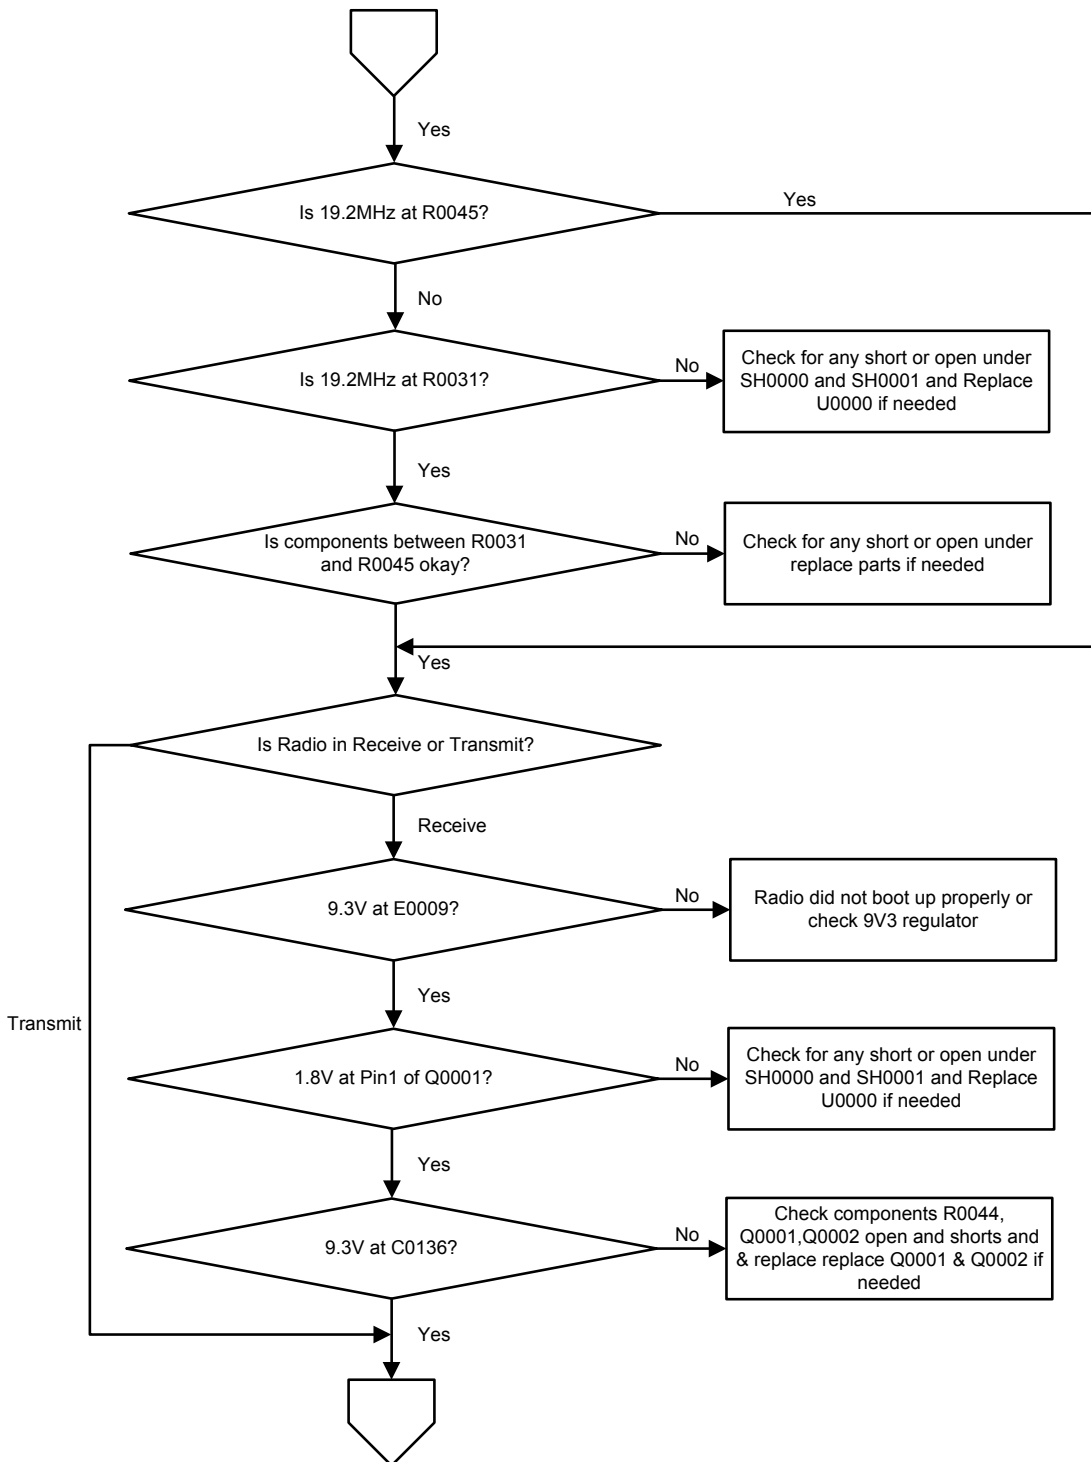 Yes
Is 19.2MHz at R0045?
Yes
No
Is 19.2MHz at R0031?
No
Check for any short or open under
SH0000 and SH0001 and Replace
U0000 if needed
Yes
Is components between R0031
and R0045 okay?
No
Check for any short or open under
replace parts if needed
Yes
Is Radio in Receive or Transmit?
Receive
9.3V at E0009?
No
Radio did not boot up properly or
check 9V3 regulator
Yes
Transmit
1.8V at Pin1 of Q0001?
No
Check for any short or open under
SH0000 and SH0001 and Replace
U0000 if needed
Yes
9.3V at C0136?
No
Check components R0044,
Q0001,Q0002 open and shorts and
& replace replace Q0001 & Q0002 if
needed
Yes